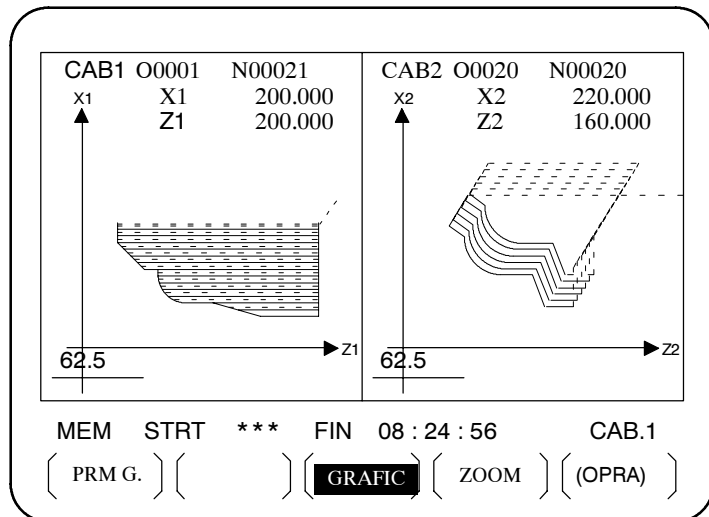 CAB1 O0001 N00021
X1 X1 200.000
Z1 200.000
Z1
62.5
CAB2 O0020 N00020
X2 X2 220.000
Z2 160.000
Z2
62.5
MEM STRT *** FIN 08 : 24 : 56 CAB.1
PRM G. GRAFIC ZOOM (OPRA)